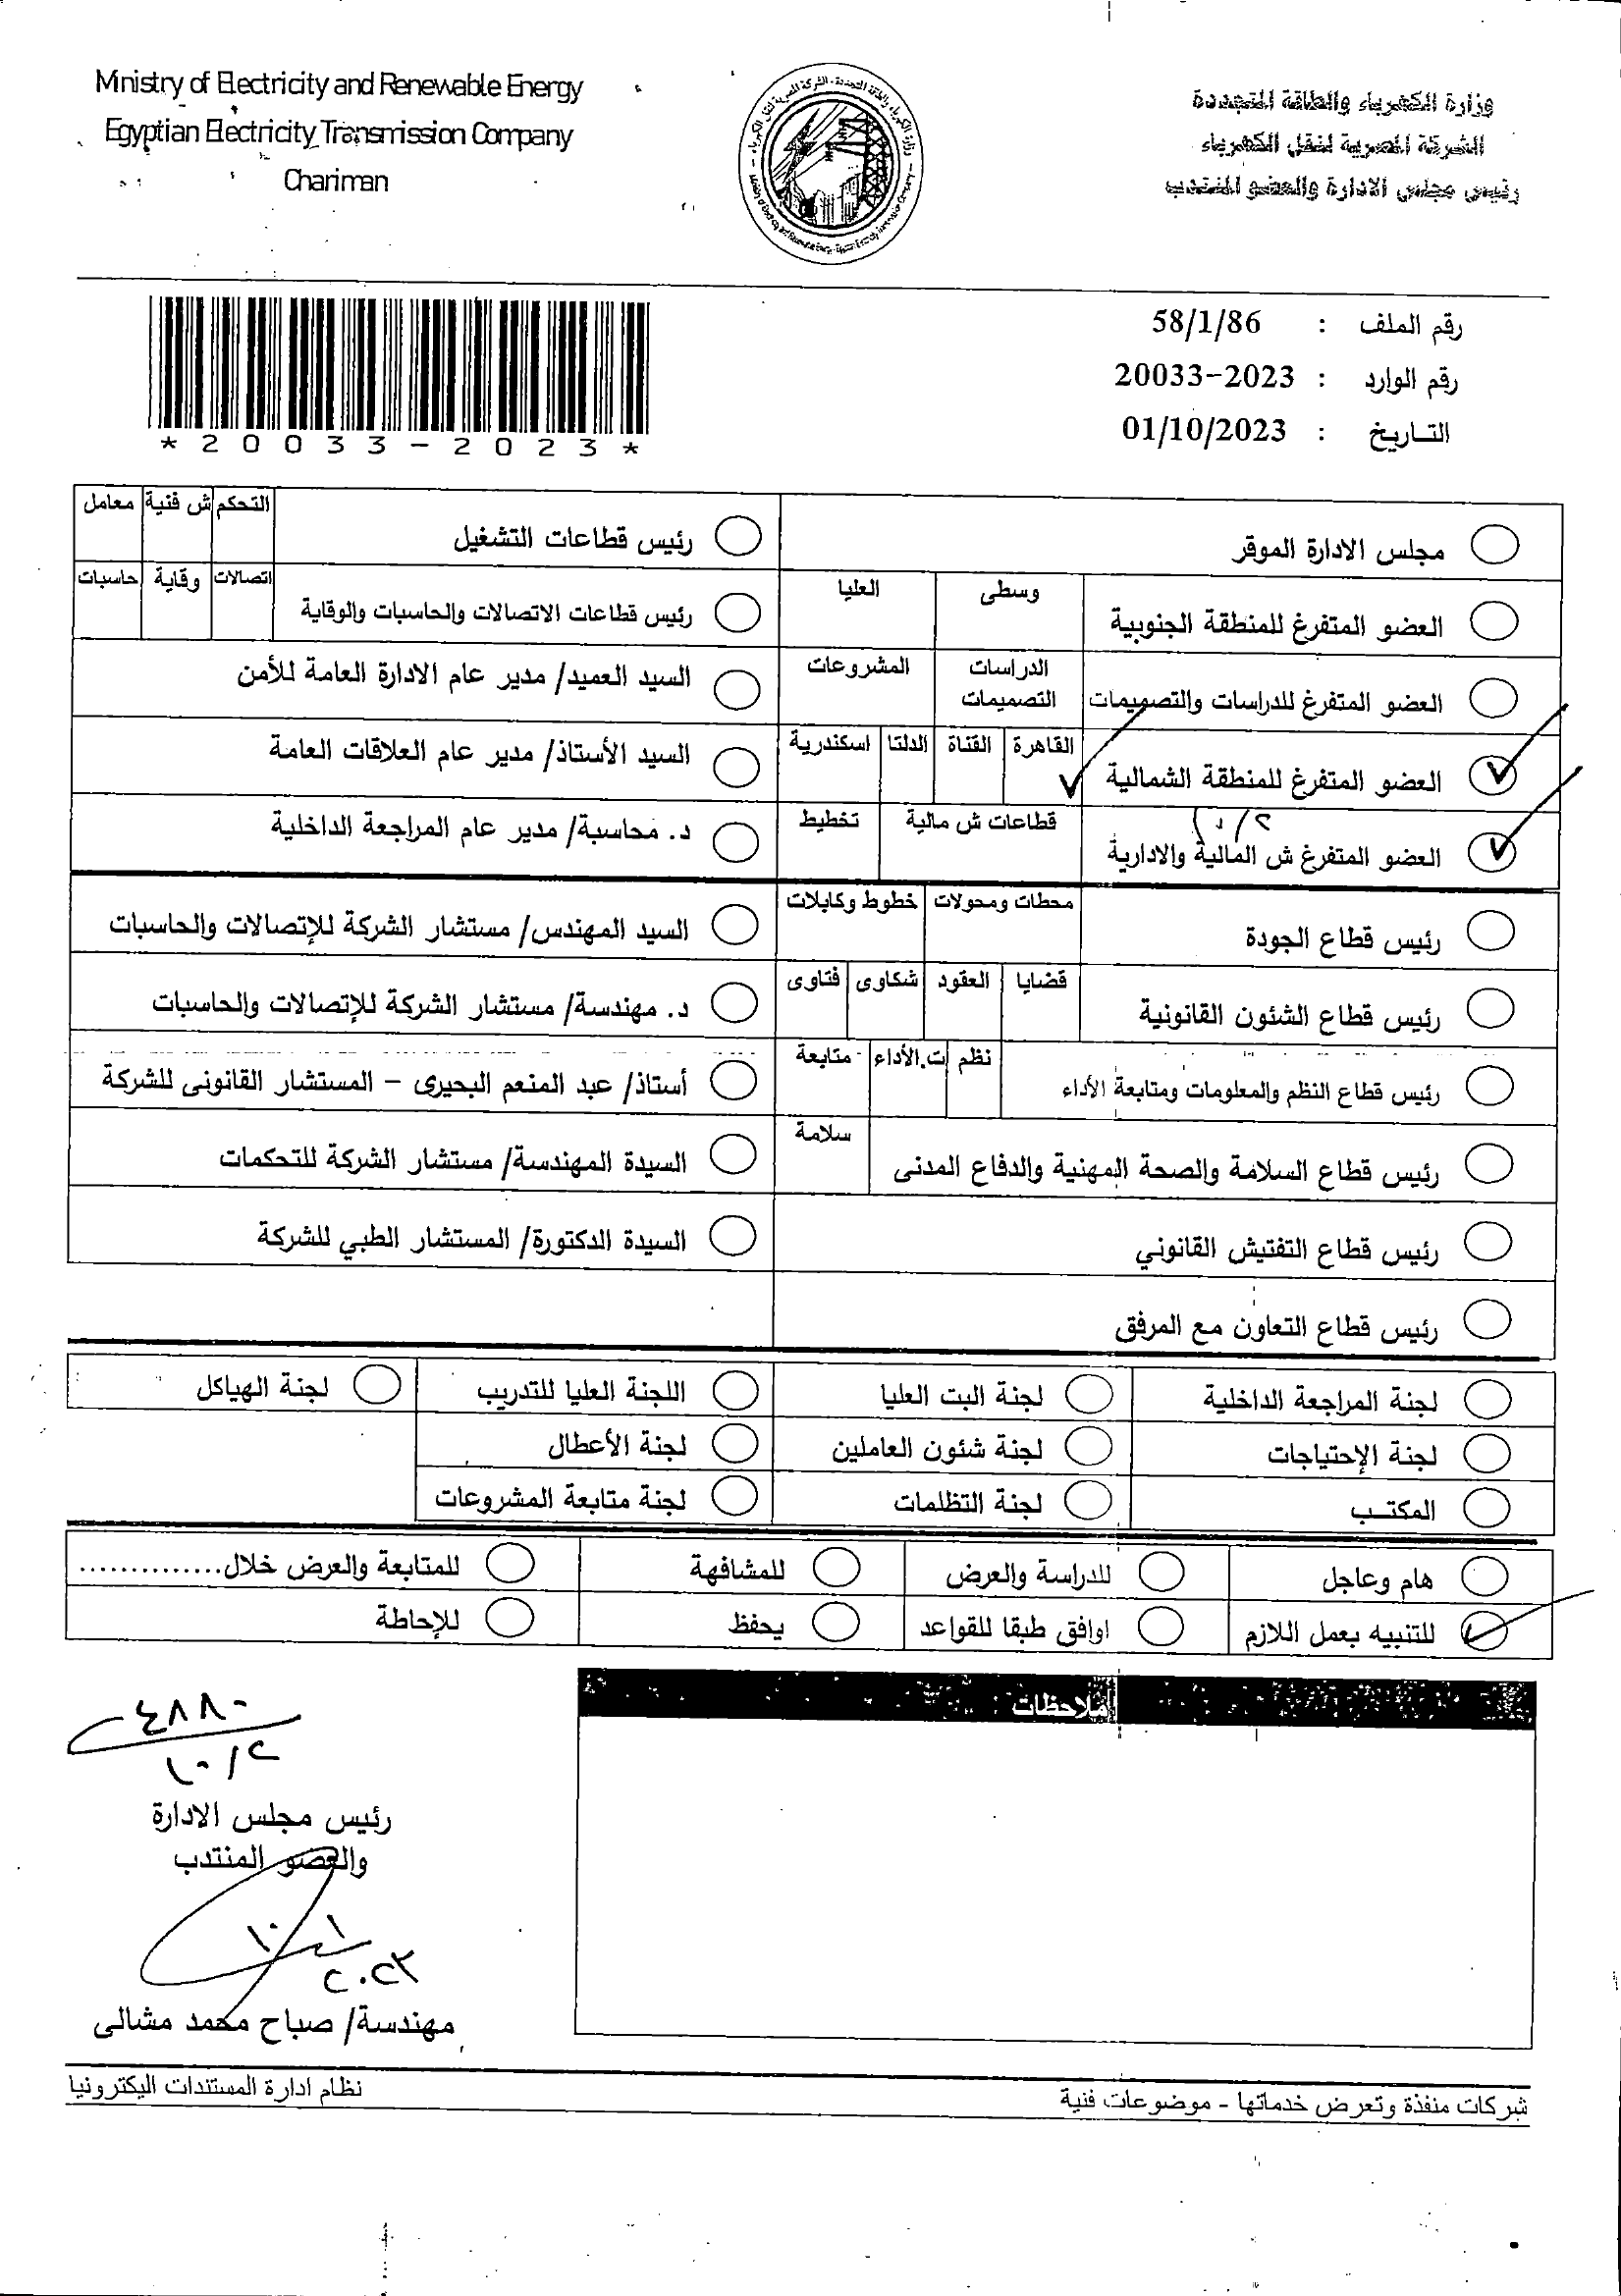 Ministry of Electricity and Renewable Energy
Egyptian Electricity Transmission Company
Chariman
وزارة الكهرباء والطاقة المتجددة
الشركة المصرية لنقل الكهرباء
رئيس مجلس الادارة والعضو المنتدب
رقم الملف : 58/1/86
رقم الوارد : 20033-2023
التاريخ : 01/10/2023
*20033-2023*
مجلس الادارة الموقر
رئيس قطاعات التشغيل
التحكم ش فنية معامل
العضو المتفرغ للمنطقة الجنوبية
وسطى العليا
رئيس قطاعات الاتصالات والحاسبات والوقاية
اتصالات وقاية حاسبات
العضو المتفرغ للدراسات والتصميمات
الدراسات التصميمات المشروعات
السيد العميد/ مدير عام الادارة العامة للأمن
العضو المتفرغ للمنطقة الشمالية
القاهرة القناة الدلتا اسكندرية
السيد الأستاذ/ مدير عام العلاقات العامة
١٠/٢
العضو المتفرغ ش المالية والادارية
قطاعات ش مالية تخطيط
د. محاسبة/ مدير عام المراجعة الداخلية
رئيس قطاع الجودة
محطات ومحولات خطوط وكابلات
السيد المهندس/ مستشار الشركة للإتصالات والحاسبات
رئيس قطاع الشئون القانونية
قضايا العقود شكاوى فتاوى
د. مهندسة/ مستشار الشركة للإتصالات والحاسبات
رئيس قطاع النظم والمعلومات ومتابعة الأداء
نظم ت.الأداء متابعة
أستاذ/ عبد المنعم البحيرى - المستشار القانونى للشركة
رئيس قطاع السلامة والصحة المهنية والدفاع المدنى
سلامة
السيدة المهندسة/ مستشار الشركة للتحكمات
رئيس قطاع التفتيش القانوني
السيدة الدكتورة/ المستشار الطبي للشركة
رئيس قطاع التعاون مع المرفق
لجنة المراجعة الداخلية لجنة البت العليا اللجنة العليا للتدريب لجنة الهياكل
لجنة الإحتياجات لجنة شئون العاملين لجنة الأعطال
المكتب لجنة التظلمات لجنة متابعة المشروعات
هام وعاجل للدراسة والعرض للمشافهة للمتابعة والعرض خلال..............
للتنبيه بعمل اللازم اوافق طبقا للقواعد يحفظ للإحاطة
ملاحظات
٤٨٨٠
١٠/٢
رئيس مجلس الادارة
والعضو المنتدب
مهندسة/ صباح محمد مشالى
شركات منفذة وتعرض خدماتها - موضوعات فنية
نظام ادارة المستندات اليكترونيا